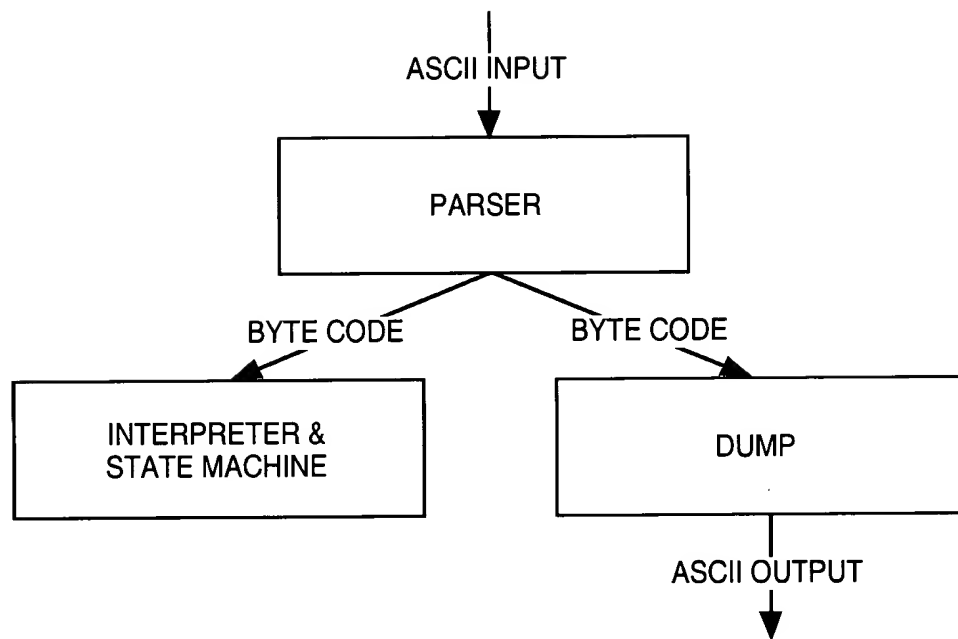 ASCII INPUT
PARSER
BYTE CODE
BYTE CODE
INTERPRETER &
STATE MACHINE
DUMP
ASCII OUTPUT